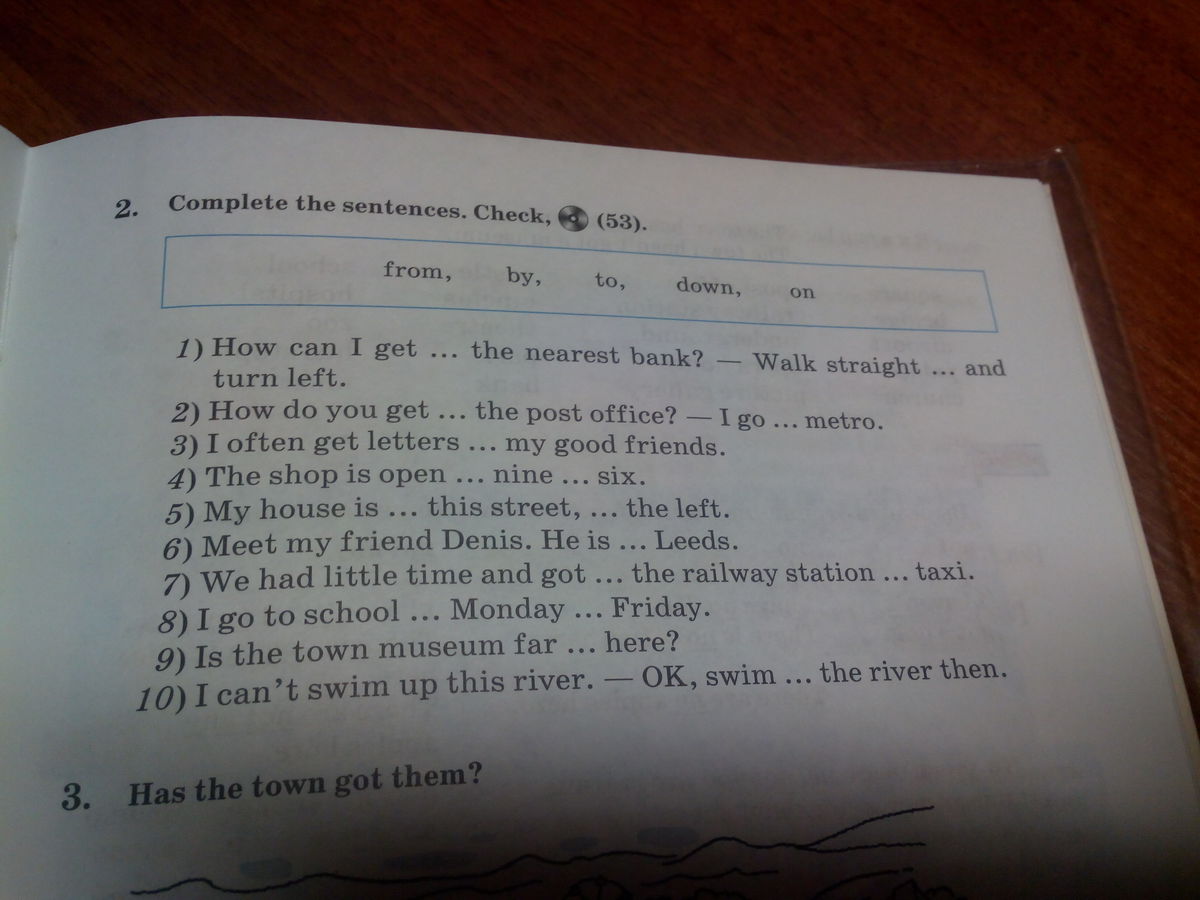 2. Complete the sentences. Check, (53).
from, by, to, down, on
1) How can I get ... the nearest bank? — Walk straight ... and
turn left.
2) How do you get ... the post office? — I go ... metro.
3) I often get letters ... my good friends.
4) The shop is open ... nine ... six.
5) My house is ... this street, ... the left.
6) Meet my friend Denis. He is ... Leeds.
7) We had little time and got ... the railway station ... taxi.
8) I go to school ... Monday ... Friday.
9) Is the town museum far ... here?
10) I can't swim up this river. — OK, swim ... the river then.
3. Has the town got them?